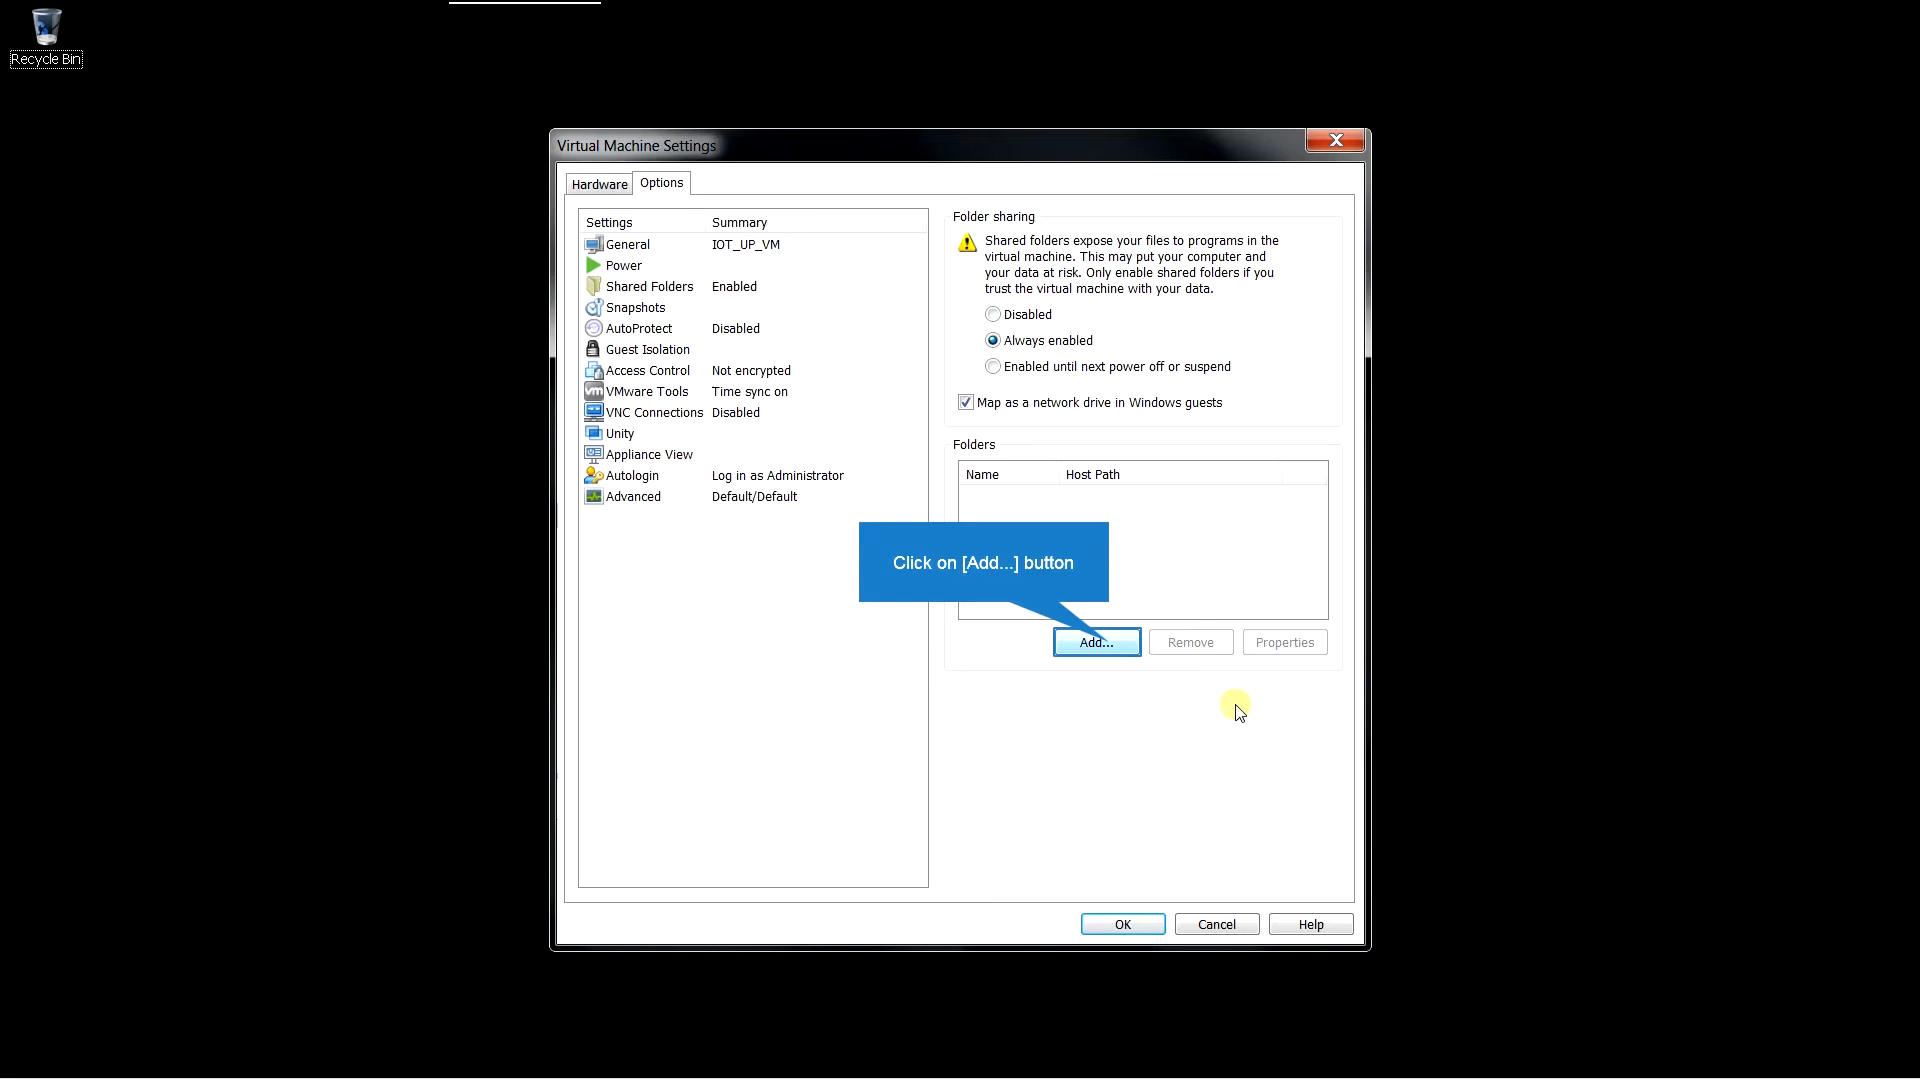 Recycle Bin
Virtual Machine Settings
Hardware Options
Settings Summary
General IOT_UP_VM
Power
Shared Folders Enabled
Snapshots
AutoProtect Disabled
Guest Isolation
Access Control Not encrypted
VMware Tools Time sync on
VNC Connections Disabled
Unity
Appliance View
Autologin Log in as Administrator
Advanced Default/Default
Folder sharing
Shared folders expose your files to programs in the
virtual machine. This may put your computer and
your data at risk. Only enable shared folders if you
trust the virtual machine with your data.
Disabled
Always enabled
Enabled until next power off or suspend
Map as a network drive in Windows guests
Folders
Name Host Path
Click on [Add...] button
Add... Remove Properties
OK Cancel Help